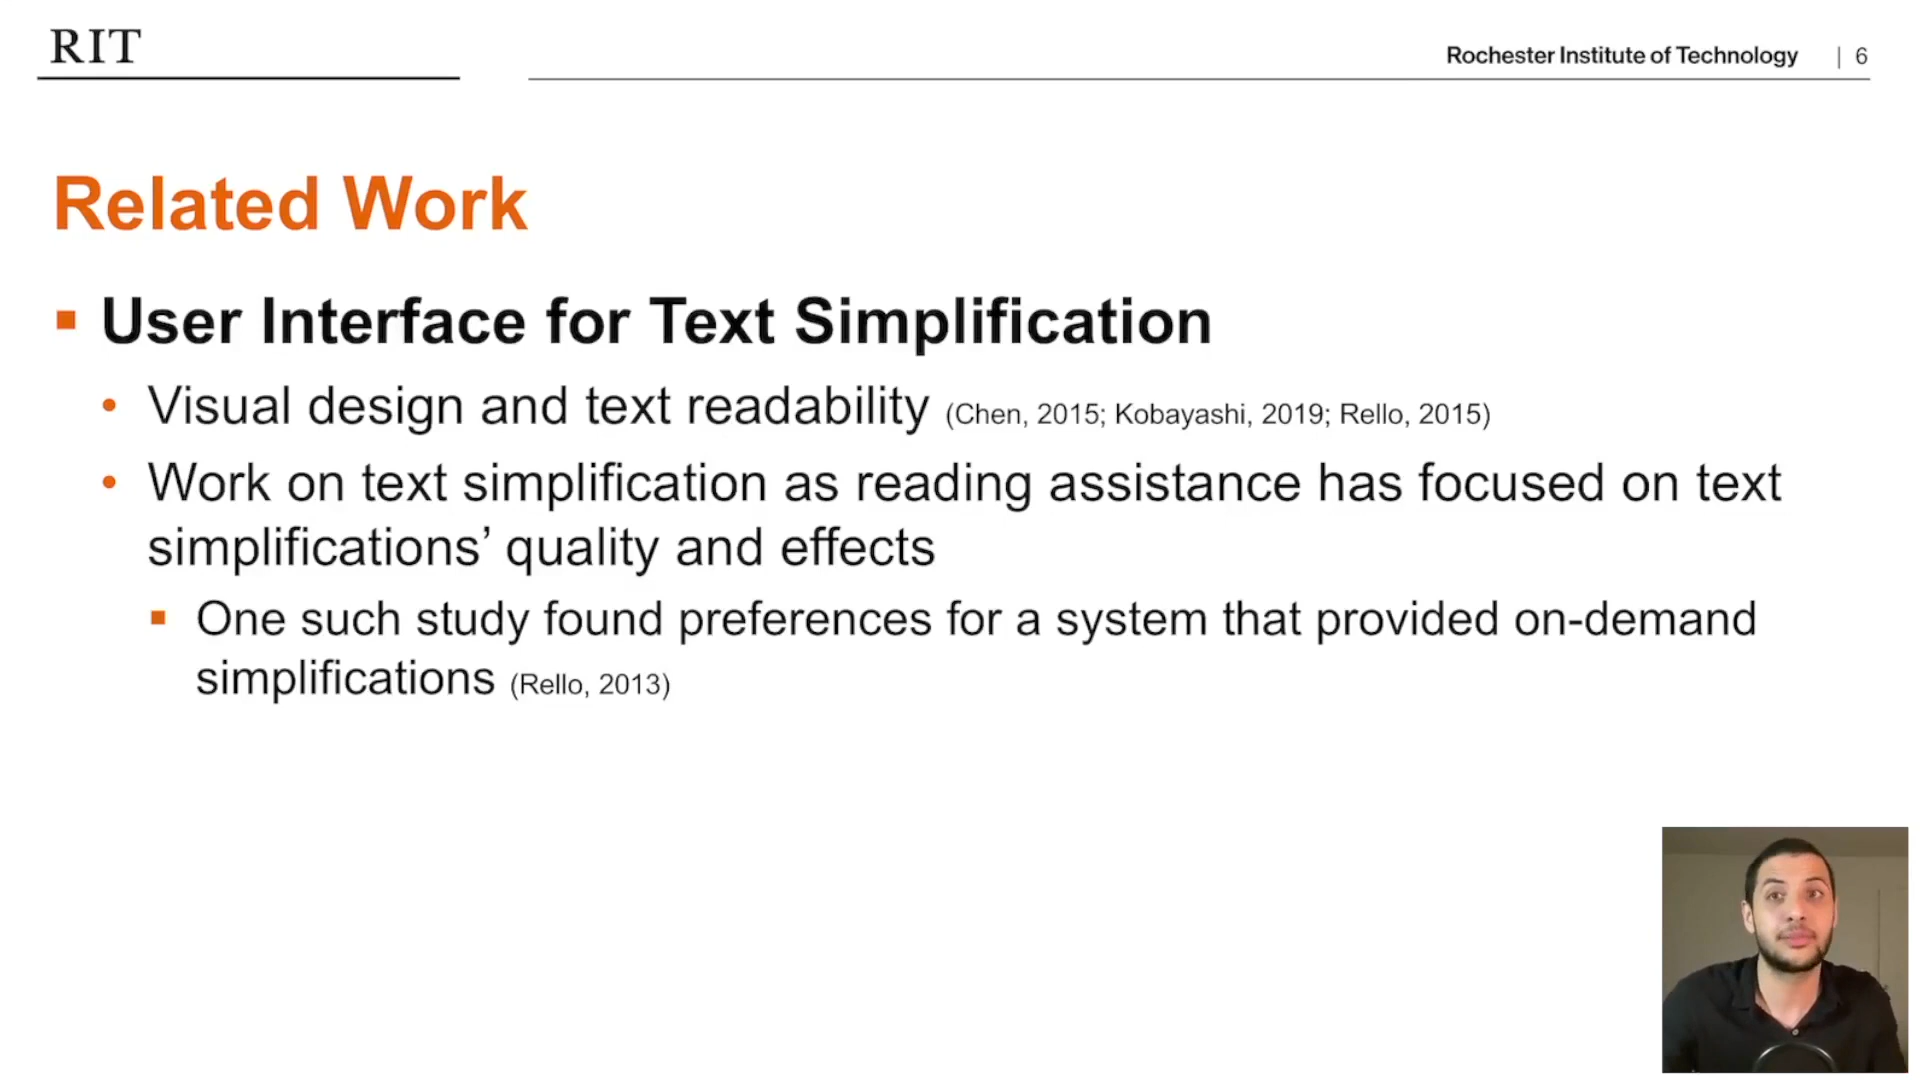 RIT
Rochester Institute of Technology | 6
Related Work
▪ User Interface for Text Simplification
• Visual design and text readability (Chen, 2015; Kobayashi, 2019; Rello, 2015)
• Work on text simplification as reading assistance has focused on text
simplifications’ quality and effects
▪ One such study found preferences for a system that provided on-demand
simplifications (Rello, 2013)